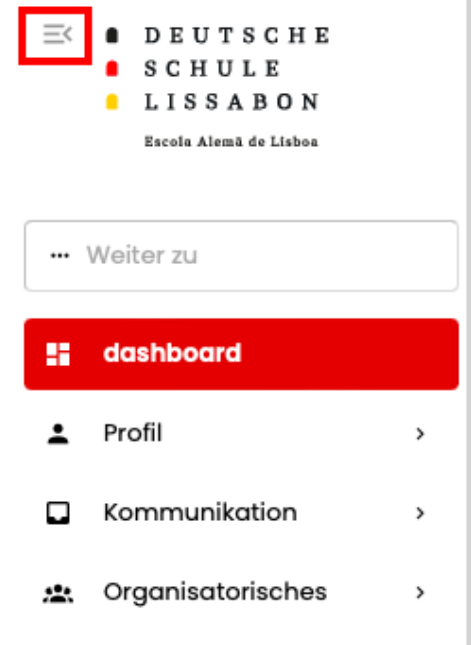 DEUTSCHE
SCHULE
LISSABON
Escola Alemã de Lisboa
Weiter zu
dashboard
Profil
Kommunikation
Organisatorisches